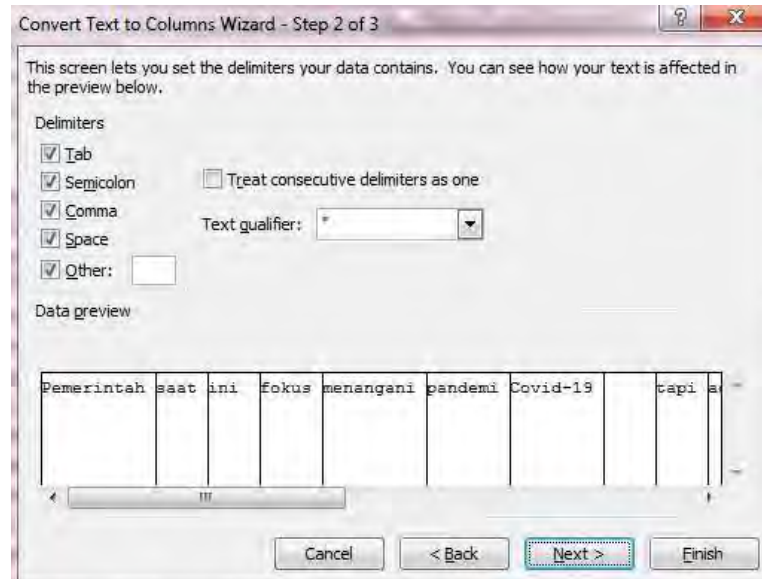 Convert Text to Columns Wizard - Step 2 of 3
This screen lets you set the delimiters your data contains. You can see how your text is affected in
the preview below.
Delimiters
Tab
Semicolon
Comma
Space
Other:
Treat consecutive delimiters as one
Text qualifier: "
Data preview
Pemerintah saat ini fokus menangani pandemi Covid-19 tapi
Cancel < Back Next > Finish